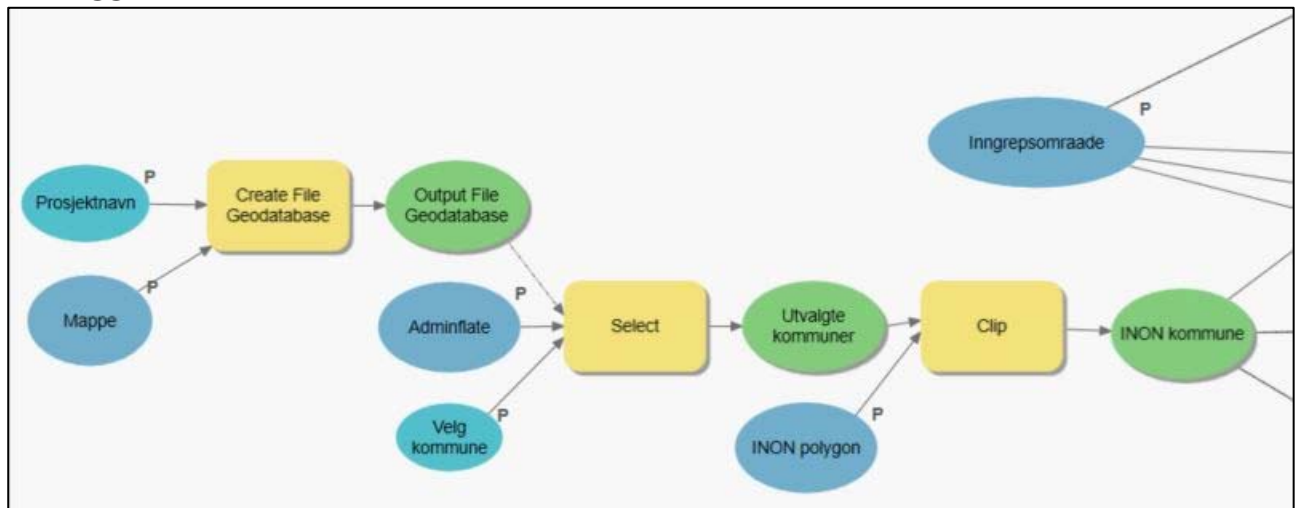 P
Inngrepsomraade
P
Prosjektnavn
Create File
Geodatabase
Output File
Geodatabase
P
Mappe
P
Adminflate
Select
Utvalgte
kommuner
Clip
INON kommune
P
Velg
kommune
P
INON polygon